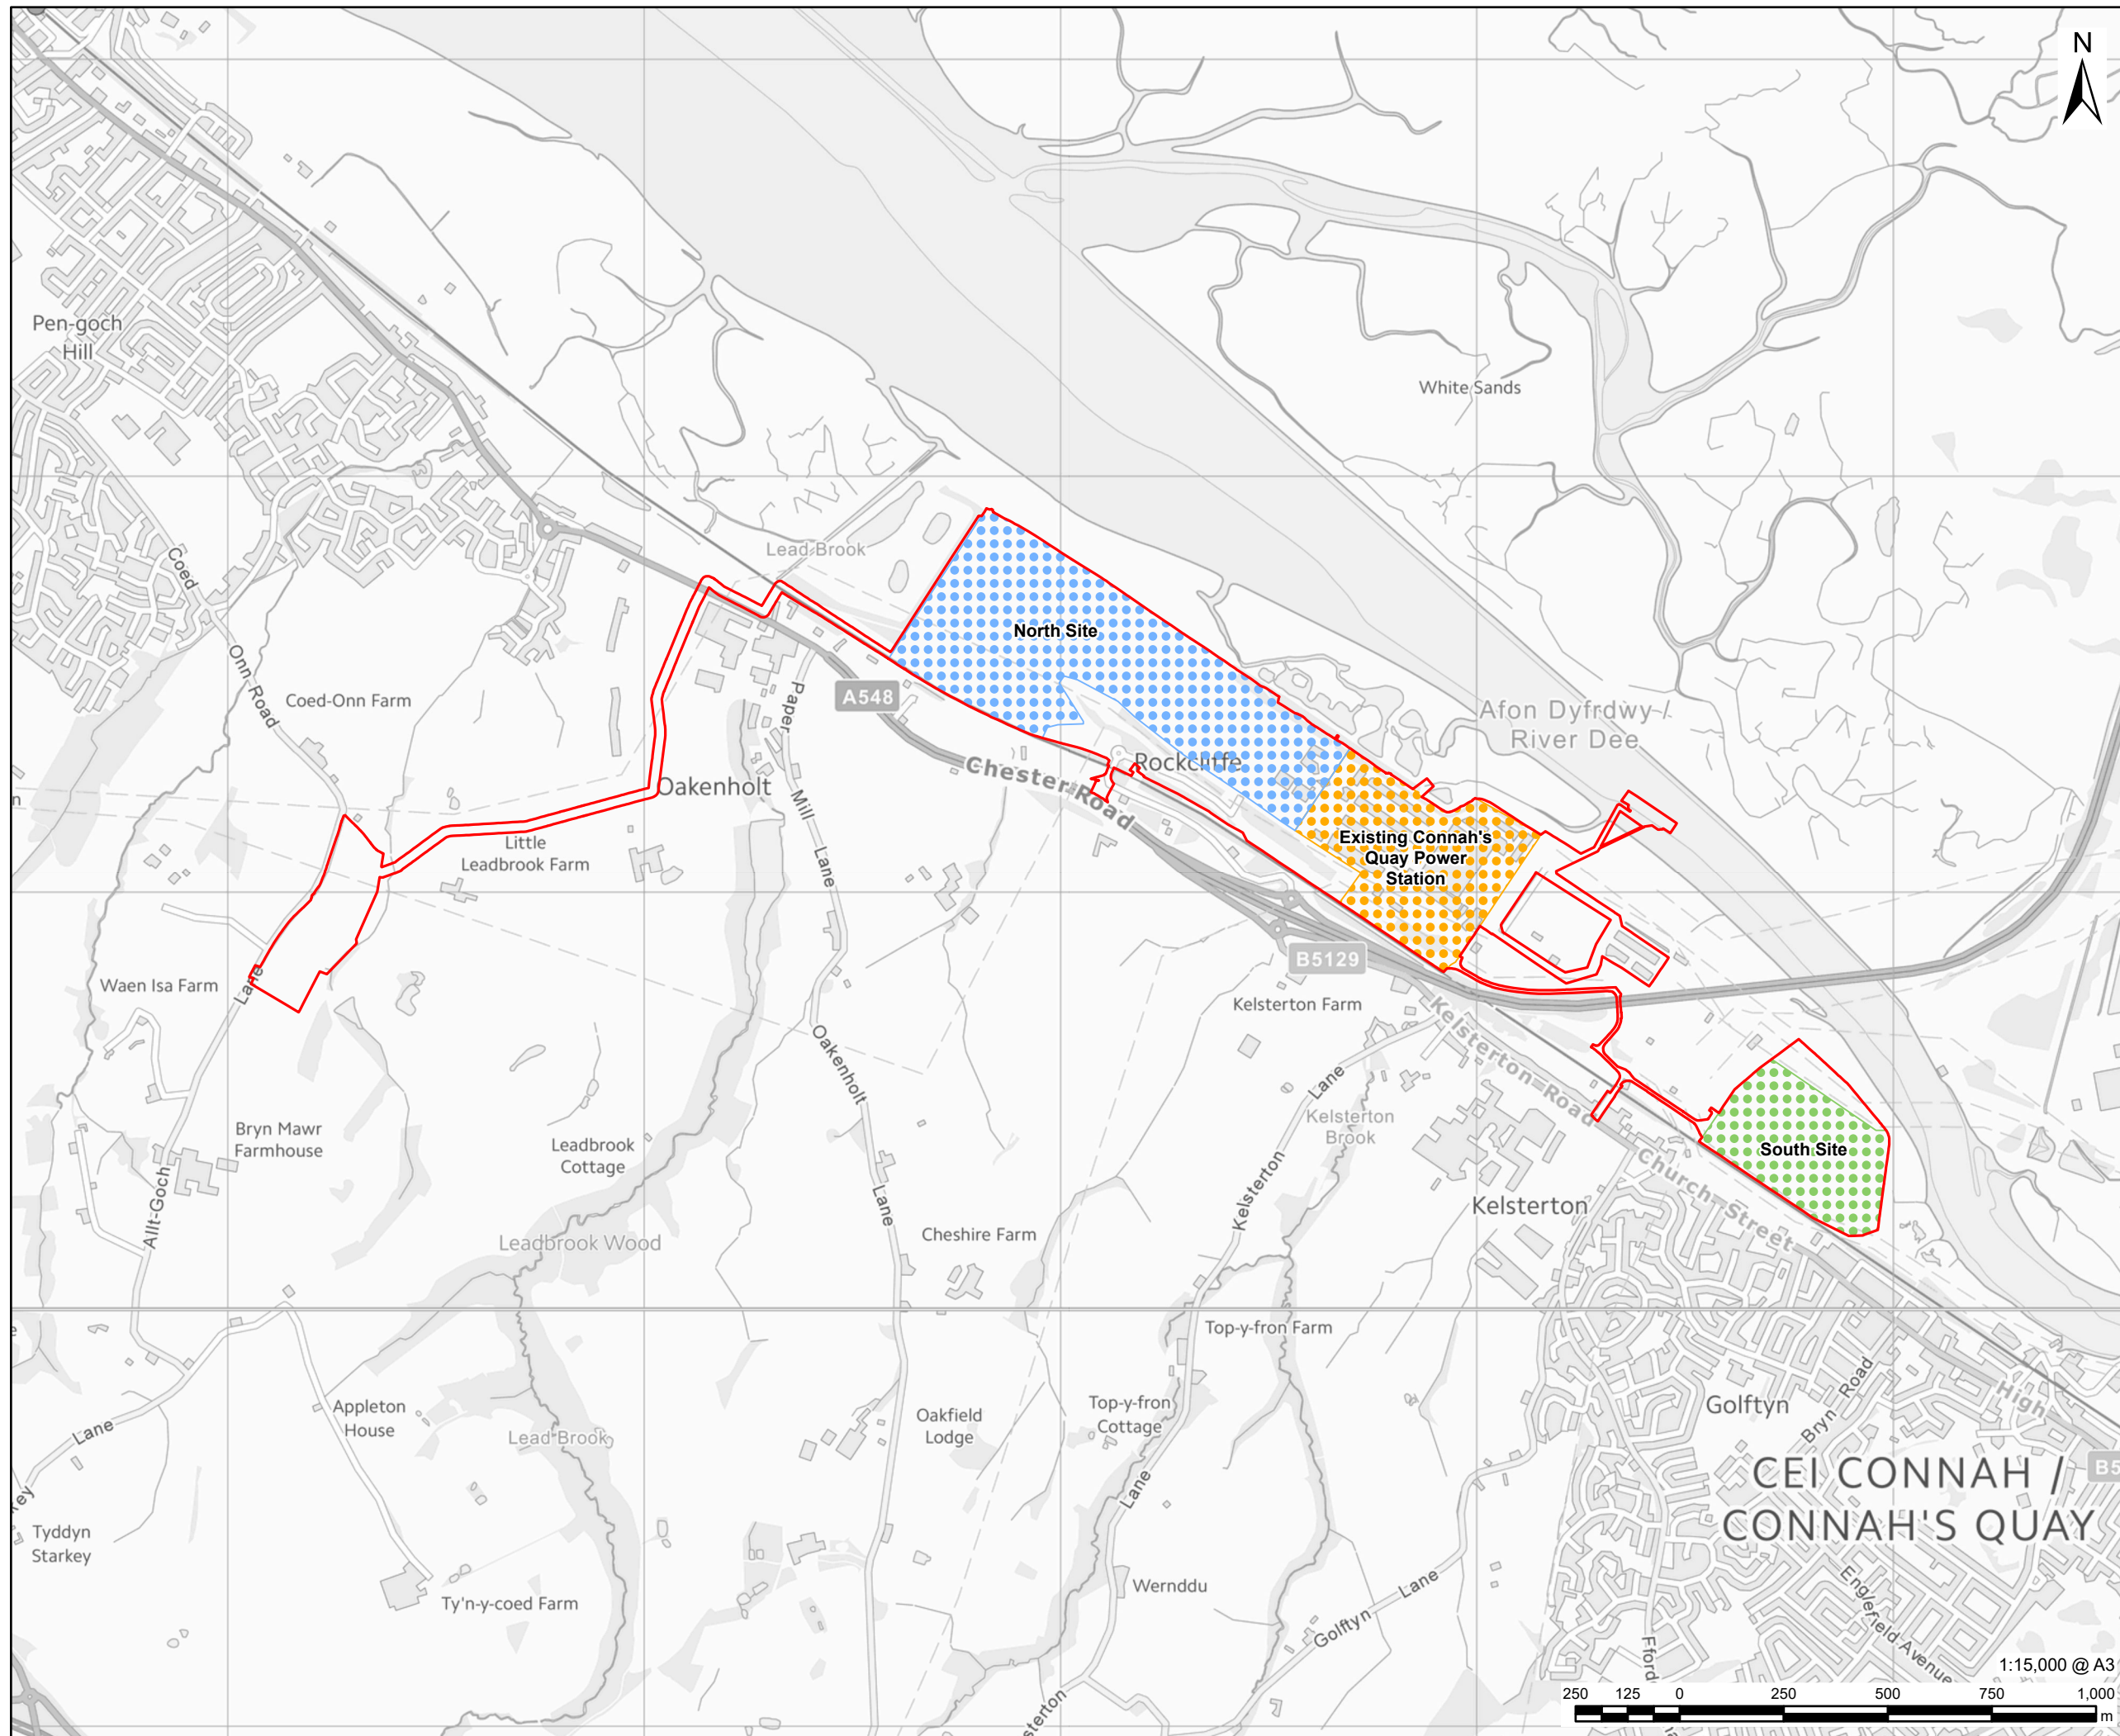 N
Pen-goch
Hill
White Sands
Lead Brook
Coed
Onn Road
North Site
Coed-Onn Farm
A548
Paper
Mill
Lane
Afon Dyfrdwy /
River Dee
Rockcliffe
Chester Road
Oakenholt
Little
Leadbrook Farm
Existing Connah's
Quay Power
Station
B5129
Waen Isa Farm
Lane
Kelsterton Farm
Kelsterton Road
Oakenholt
Lane
Lane
Kelsterton
Kelsterton
Brook
Bryn Mawr
Farmhouse
Leadbrook
Cottage
South Site
Church Street
Allt-Goch
Kelsterton
Cheshire Farm
Leadbrook Wood
Top-y-fron Farm
Appleton
House
Lane
Lead Brook
Oakfield
Lodge
Top-y-fron
Cottage
Lane
Golftyn
Bryn Road
High
CEI CONNAH /
CONNAH'S QUAY
B5
Tyddyn
Starkey
Ty'n-y-coed Farm
Wernddu
Golftyn Lane
Englefield Avenue
Fford
sterton
1:15,000 @ A3
250 125 0 250 500 750 1,000
m